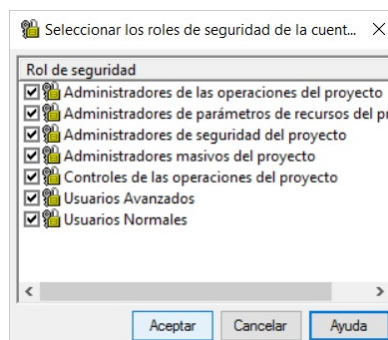 Seleccionar los roles de seguridad de la cuent...
Rol de seguridad
Administradores de las operaciones del proyecto
Administradores de parámetros de recursos del pr
Administradores de seguridad del proyecto
Administradores masivos del proyecto
Controles de las operaciones del proyecto
Usuarios Avanzados
Usuarios Normales
Aceptar Cancelar Ayuda